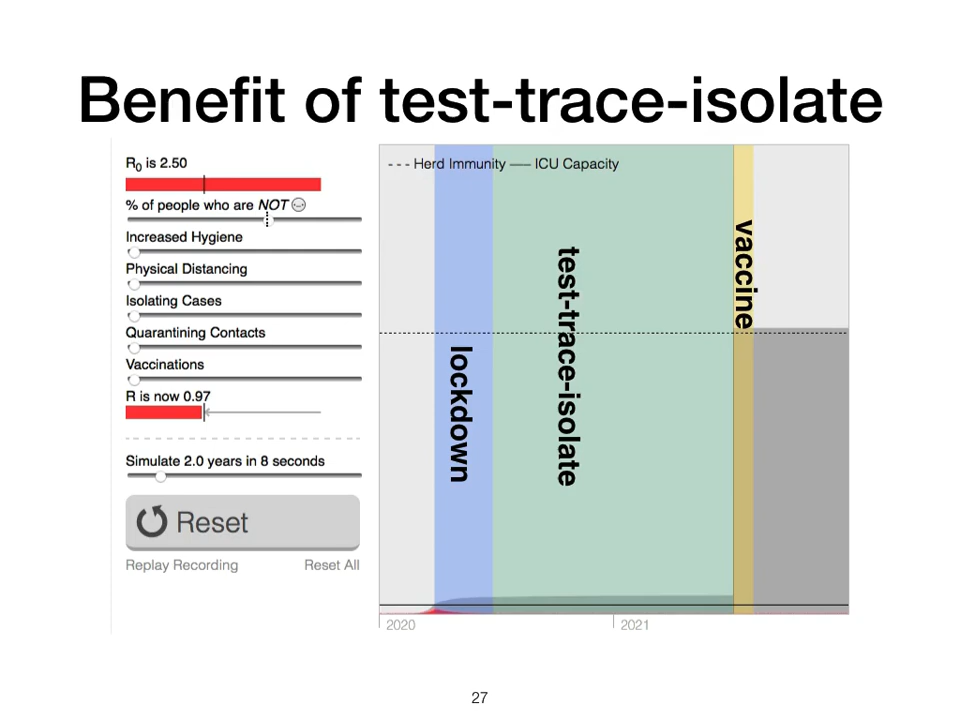 Benefit of test-trace-isolate
R0 is 2.50
% of people who are NOT
Increased Hygiene
Physical Distancing
Isolating Cases
Quarantining Contacts
Vaccinations
R is now 0.97
Simulate 2.0 years in 8 seconds
Reset
Replay Recording Reset All
--- Herd Immunity — ICU Capacity
lockdown
test-trace-isolate
vaccine
2020 2021
27